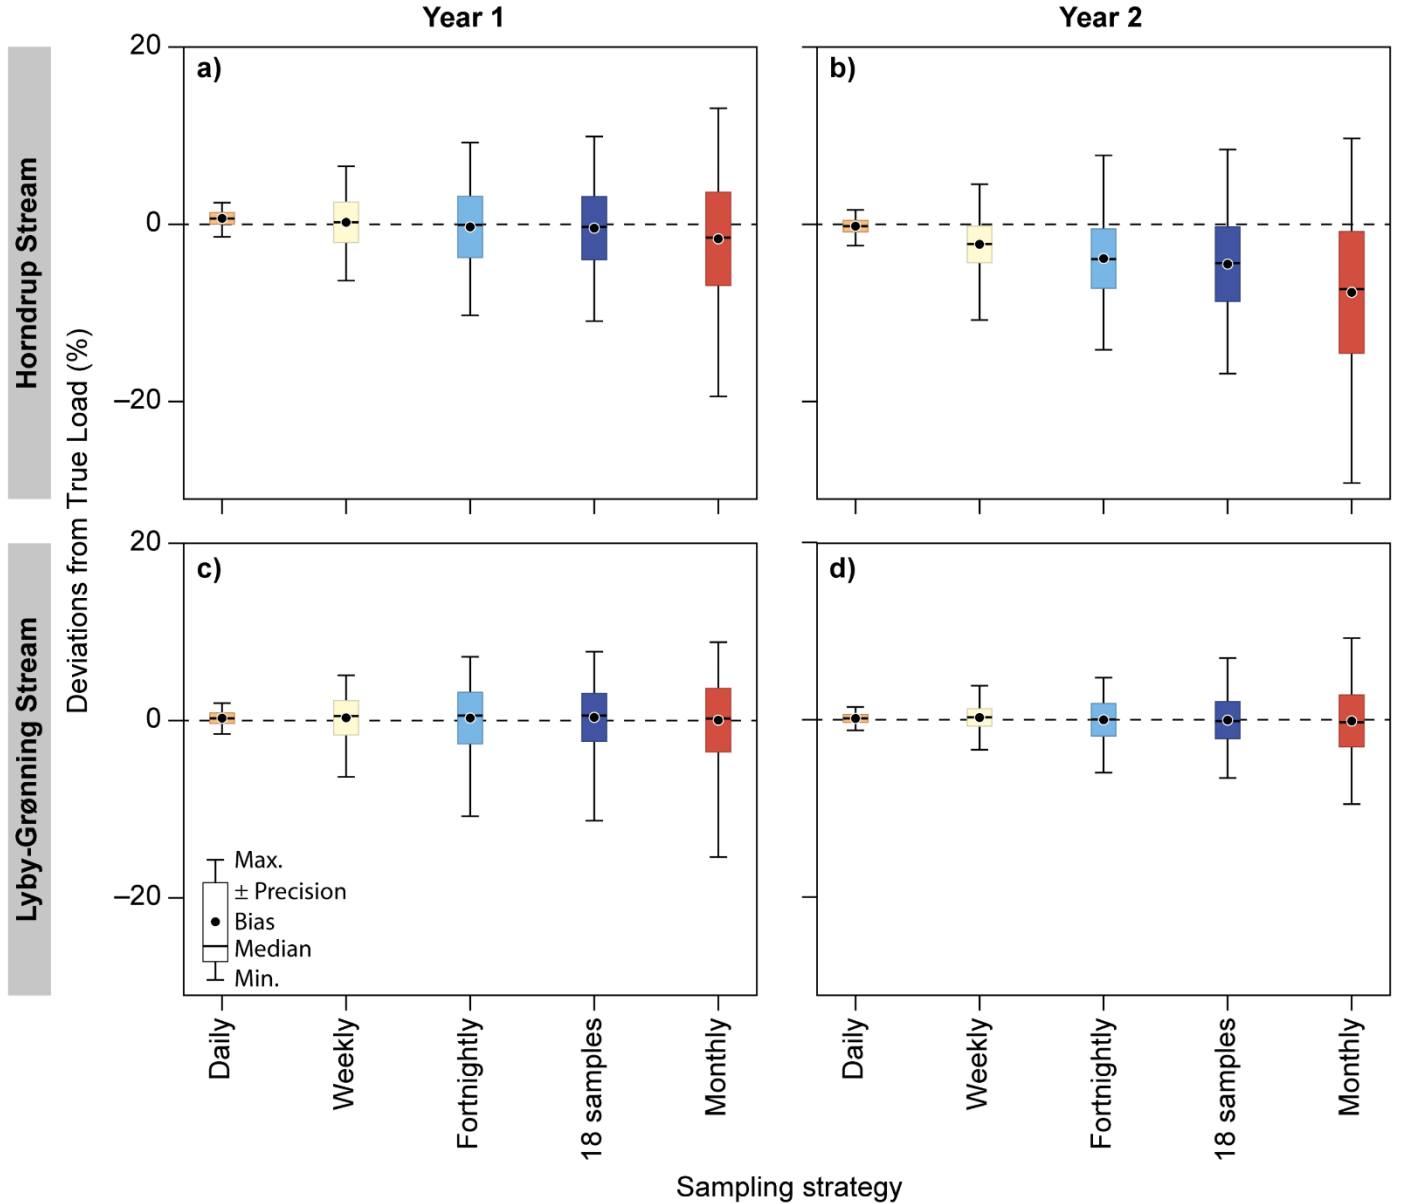 Year 1
Year 2
Horndrup Stream
Lyby-Grønning Stream
Deviations from True Load (%)
a)
20
0
–20
b)
c)
20
0
–20
Max.
± Precision
Bias
Median
Min.
d)
Daily
Weekly
Fortnightly
18 samples
Monthly
Daily
Weekly
Fortnightly
18 samples
Monthly
Sampling strategy